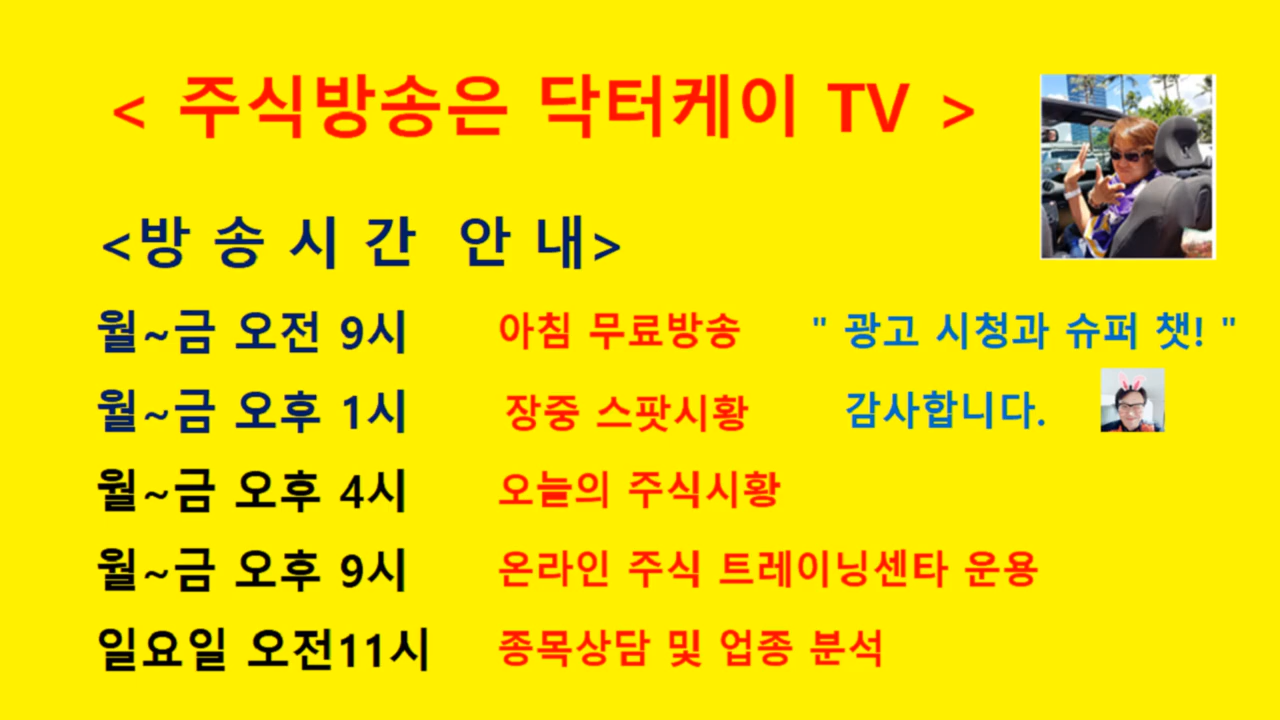 < 주식방송은 닥터케이 TV >
<방 송 시 간 안 내>
월~금 오전 9시 아침 무료방송 " 광고 시청과 슈퍼 챗! "
월~금 오후 1시 장중 스팟시황 감사합니다.
월~금 오후 4시 오늘의 주식시황
월~금 오후 9시 온라인 주식 트레이닝센타 운용
일요일 오전11시 종목상담 및 업종 분석